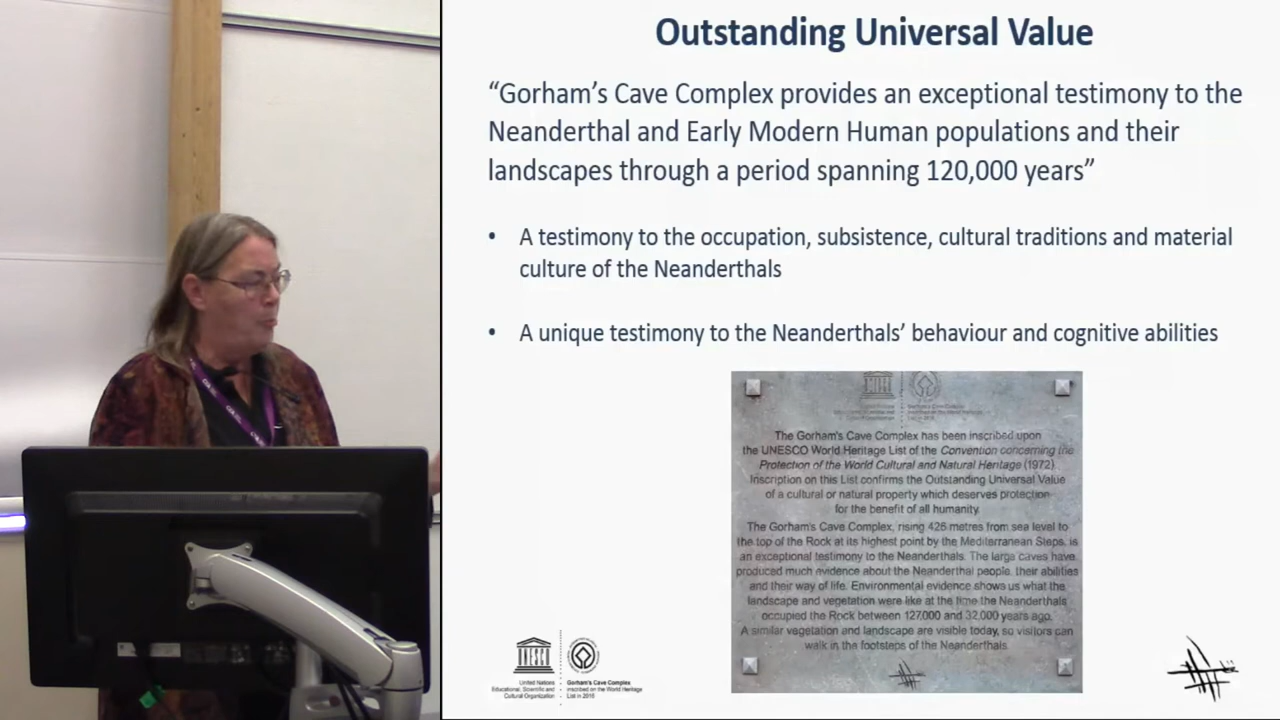 Outstanding Universal Value
“Gorham’s Cave Complex provides an exceptional testimony to the
Neanderthal and Early Modern Human populations and their
landscapes through a period spanning 120,000 years”
• A testimony to the occupation, subsistence, cultural traditions and material
culture of the Neanderthals
• A unique testimony to the Neanderthals’ behaviour and cognitive abilities
The Gorham's Cave Complex has been inscribed upon
the UNESCO World Heritage List of the Convention concerning the
Protection of the World Cultural and Natural Heritage (1972).
Inscription on this List confirms the Outstanding Universal Value
of a cultural or natural property which deserves protection
for the benefit of all humanity.
The Gorham's Cave Complex, rising 426 metres from sea level to
the top of the Rock at its highest point by the Mediterranean Steps, is
an exceptional testimony to the Neanderthals. The large caves have
produced much evidence about the Neanderthal people, their abilities
and their way of life. Environmental evidence shows us what the
landscape and vegetation were like at the time the Neanderthals
occupied the Rock between 127,000 and 32,000 years ago.
A similar vegetation and landscape are visible today, so visitors can
walk in the footsteps of the Neanderthals.
UNESCO
United Nations
Educational, Scientific and
Cultural Organization
Gorham's Cave Complex
inscribed on the World Heritage
List in 2016